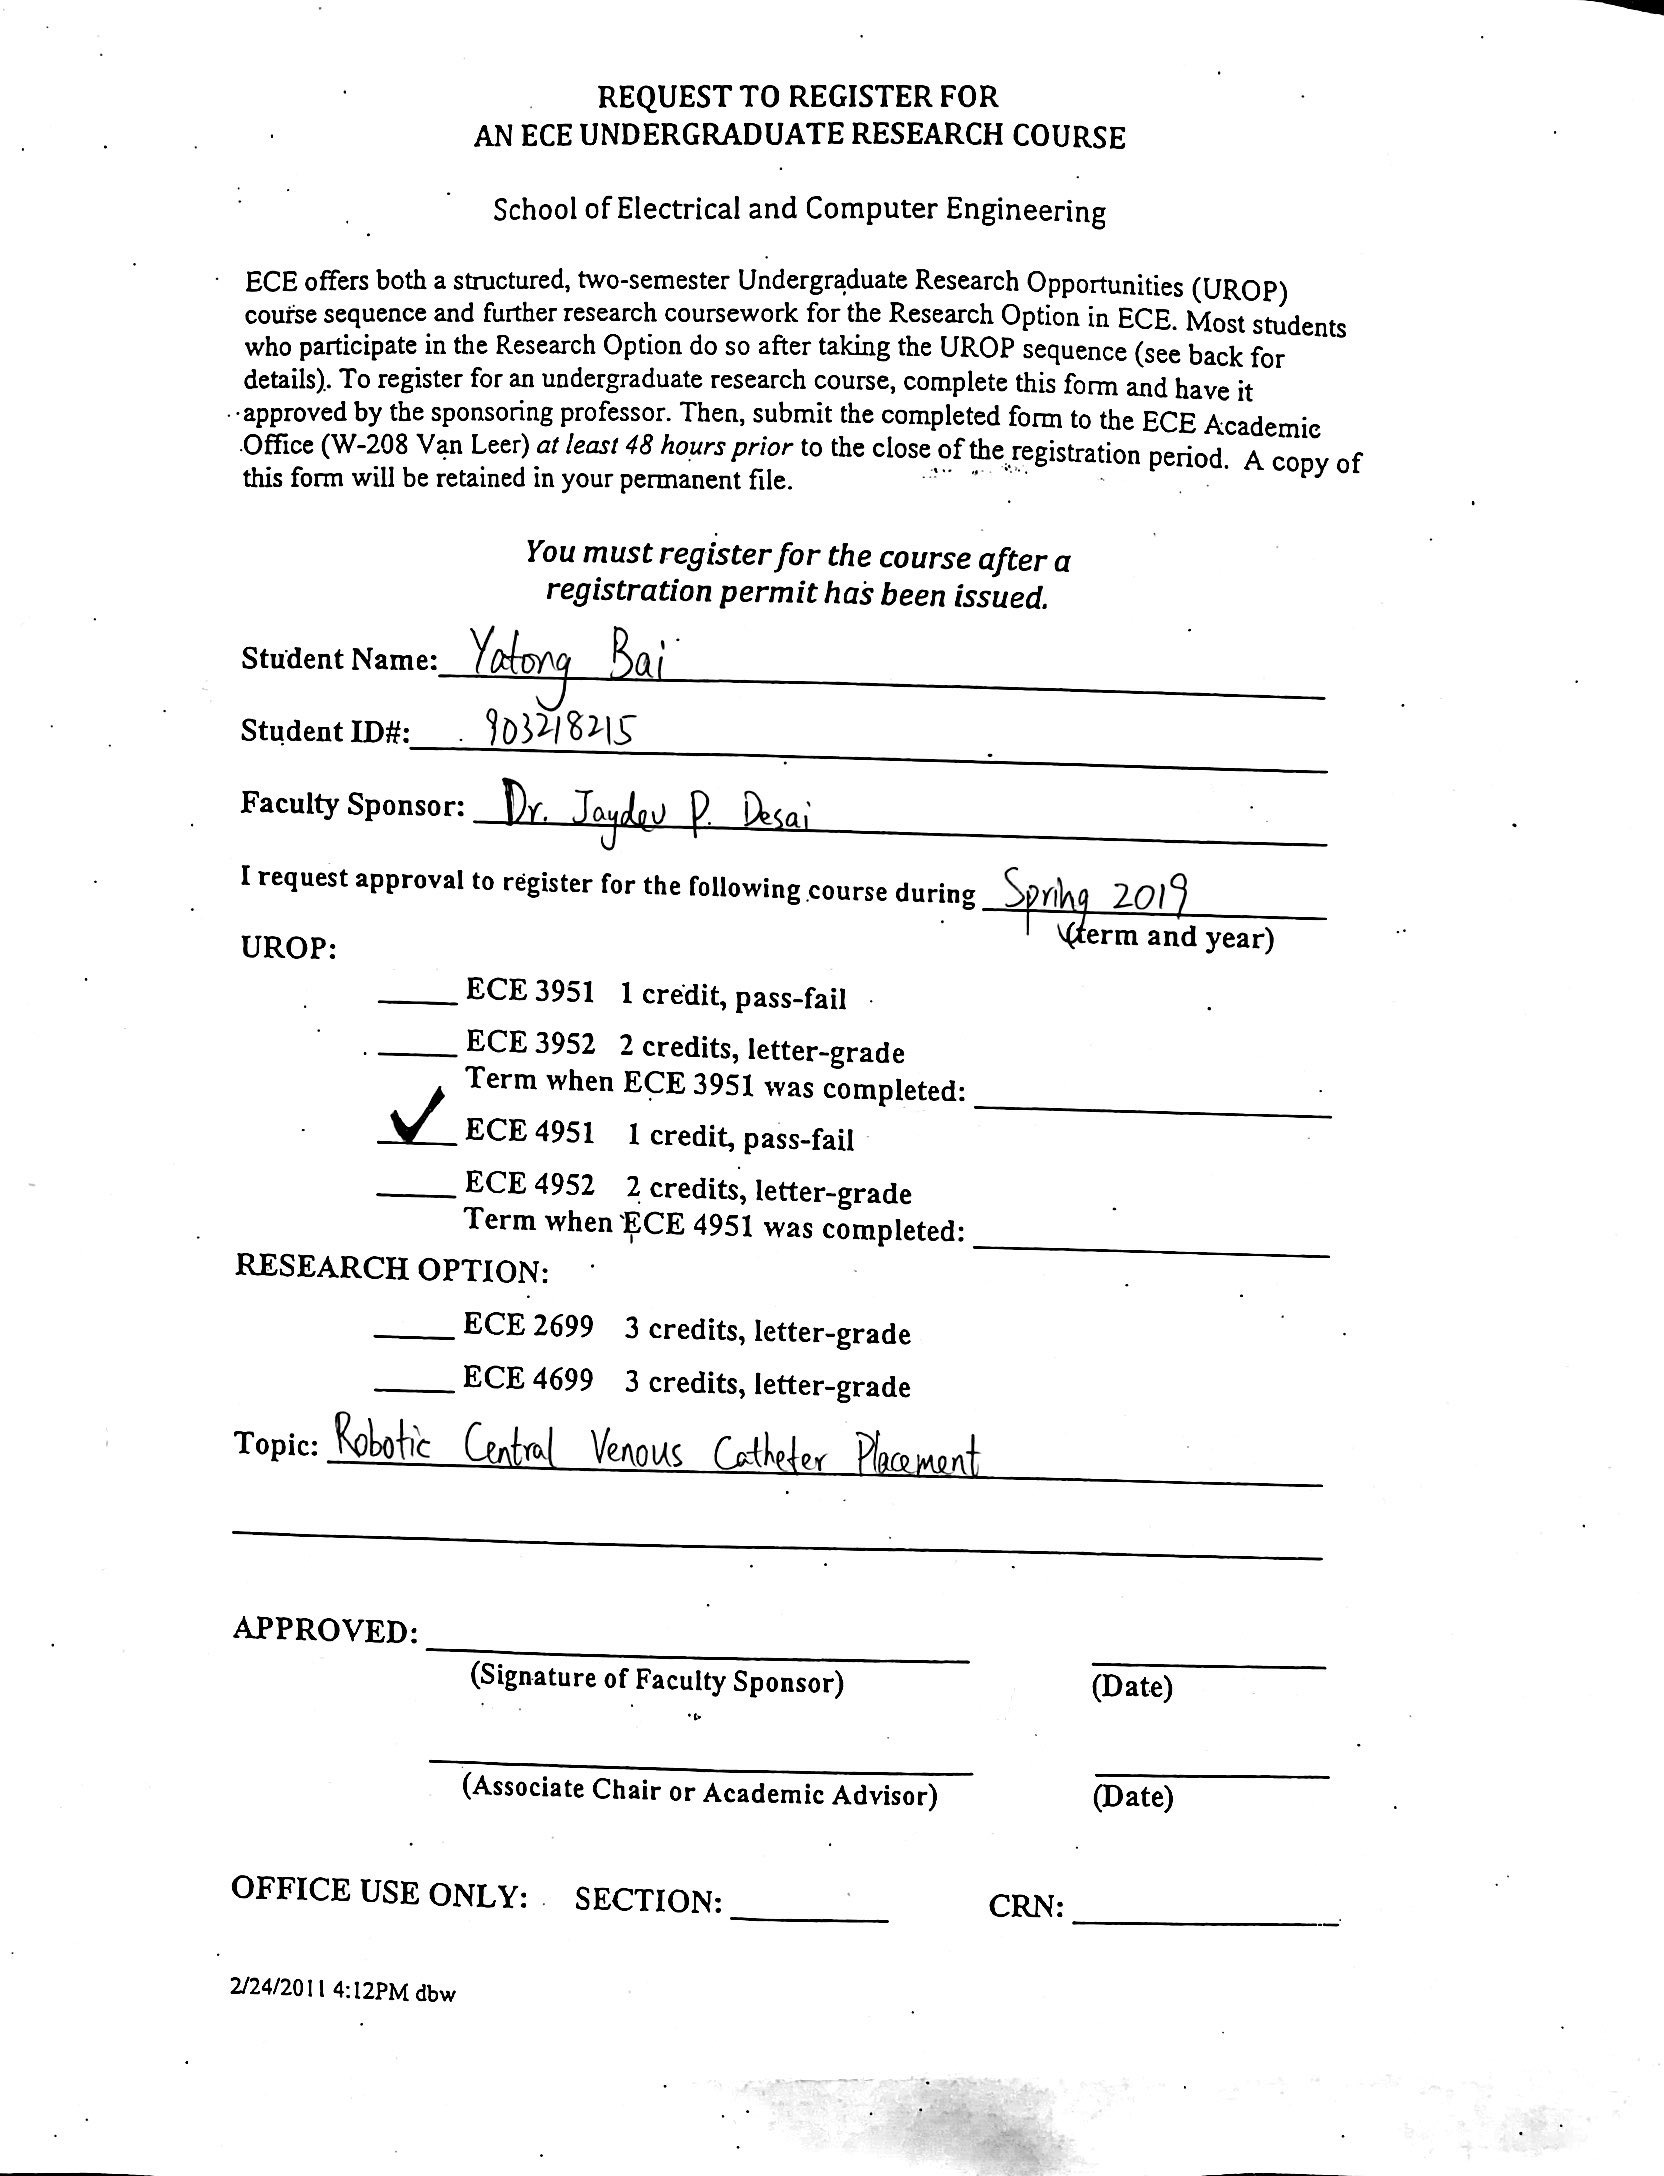 REQUEST TO REGISTER FOR
AN ECE UNDERGRADUATE RESEARCH COURSE
School of Electrical and Computer Engineering
ECE offers both a structured, two-semester Undergraduate Research Opportunities (UROP)
course sequence and further research coursework for the Research Option in ECE. Most students
who participate in the Research Option do so after taking the UROP sequence (see back for
details). To register for an undergraduate research course, complete this form and have it
approved by the sponsoring professor. Then, submit the completed form to the ECE Academic
Office (W-208 Van Leer) at least 48 hours prior to the close of the registration period. A copy of
this form will be retained in your permanent file.
You must register for the course after a
registration permit has been issued.
Student Name: Yatong Bai
Student ID#: 903218215
Faculty Sponsor: Dr. Jaydev P. Desai
I request approval to register for the following course during Spring 2019
(term and year)
UROP:
ECE 3951 1 credit, pass-fail
ECE 3952 2 credits, letter-grade
Term when ECE 3951 was completed:
✓ ECE 4951 1 credit, pass-fail
ECE 4952 2 credits, letter-grade
Term when ECE 4951 was completed:
RESEARCH OPTION:
ECE 2699 3 credits, letter-grade
ECE 4699 3 credits, letter-grade
Topic: Robotic Central Venous Catheter Placement
APPROVED:
(Signature of Faculty Sponsor) (Date)
(Associate Chair or Academic Advisor) (Date)
OFFICE USE ONLY: SECTION: CRN:
2/24/2011 4:12PM dbw